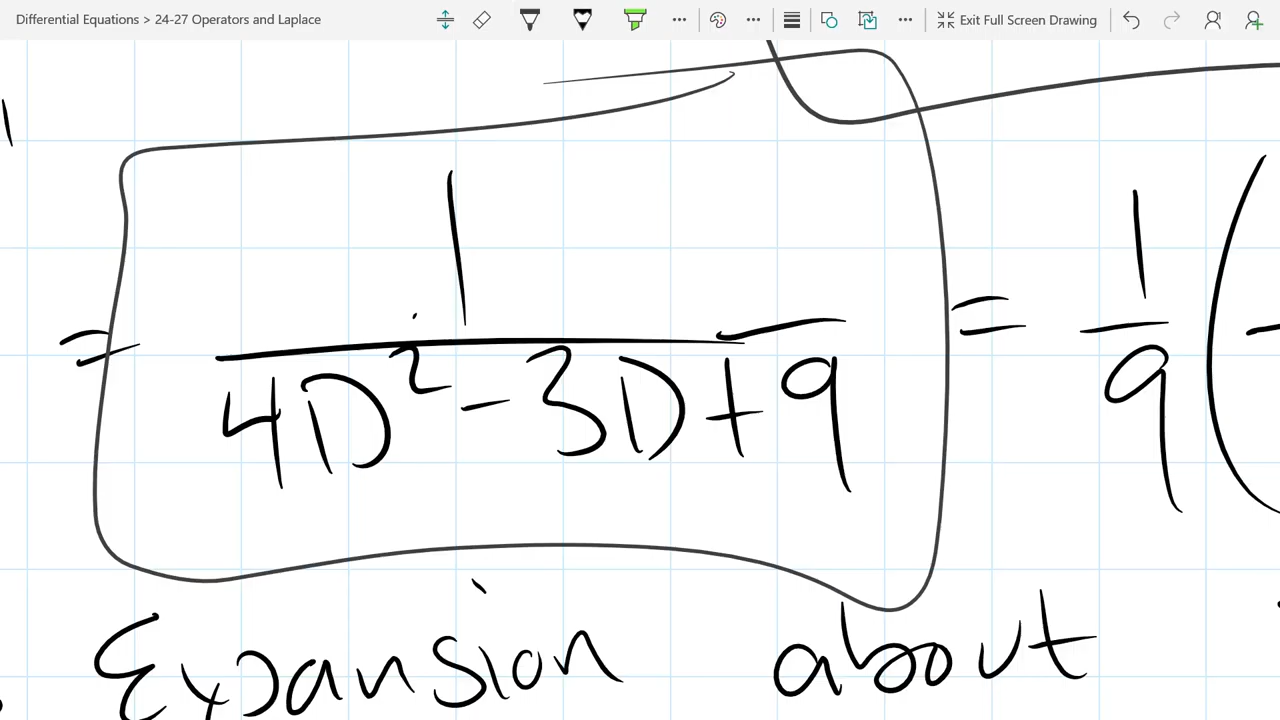 Differential Equations > 24-27 Operators and Laplace
Exit Full Screen Drawing
= 1/(4D² - 3D + 9) = 1/9 (
Expansion about